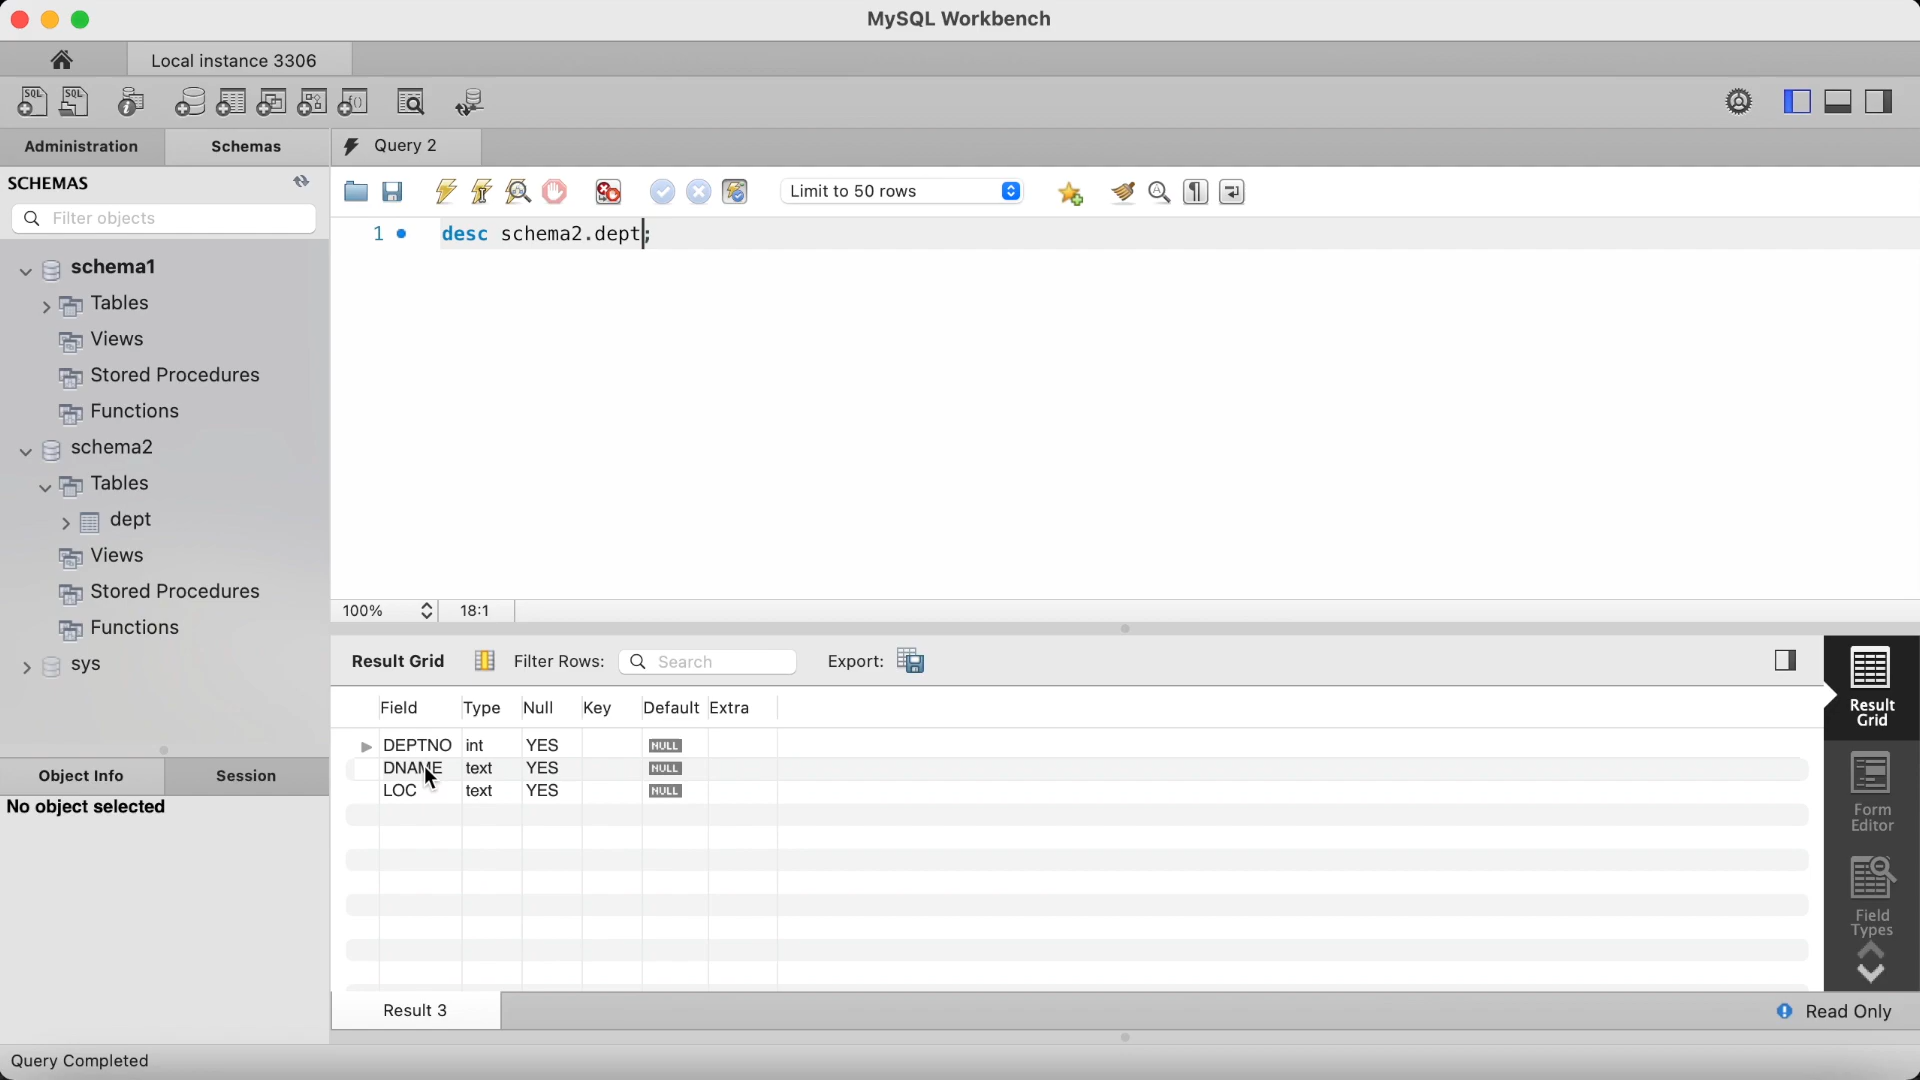 MySQL Workbench
Local instance 3306
SQL SQL
Administration Schemas Query 2
SCHEMAS
Filter objects
Limit to 50 rows
1 desc schema2.dept;
schema1
Tables
Views
Stored Procedures
Functions
schema2
Tables
dept
Views
Stored Procedures
Functions
sys
100% 18:1
Result Grid Filter Rows: Search Export:
Field Type Null Key Default Extra
DEPTNO int YES NULL
DNAME text YES NULL
LOC text YES NULL
Result
Grid
Form
Editor
Field
Types
Object Info Session
No object selected
Result 3 Read Only
Query Completed